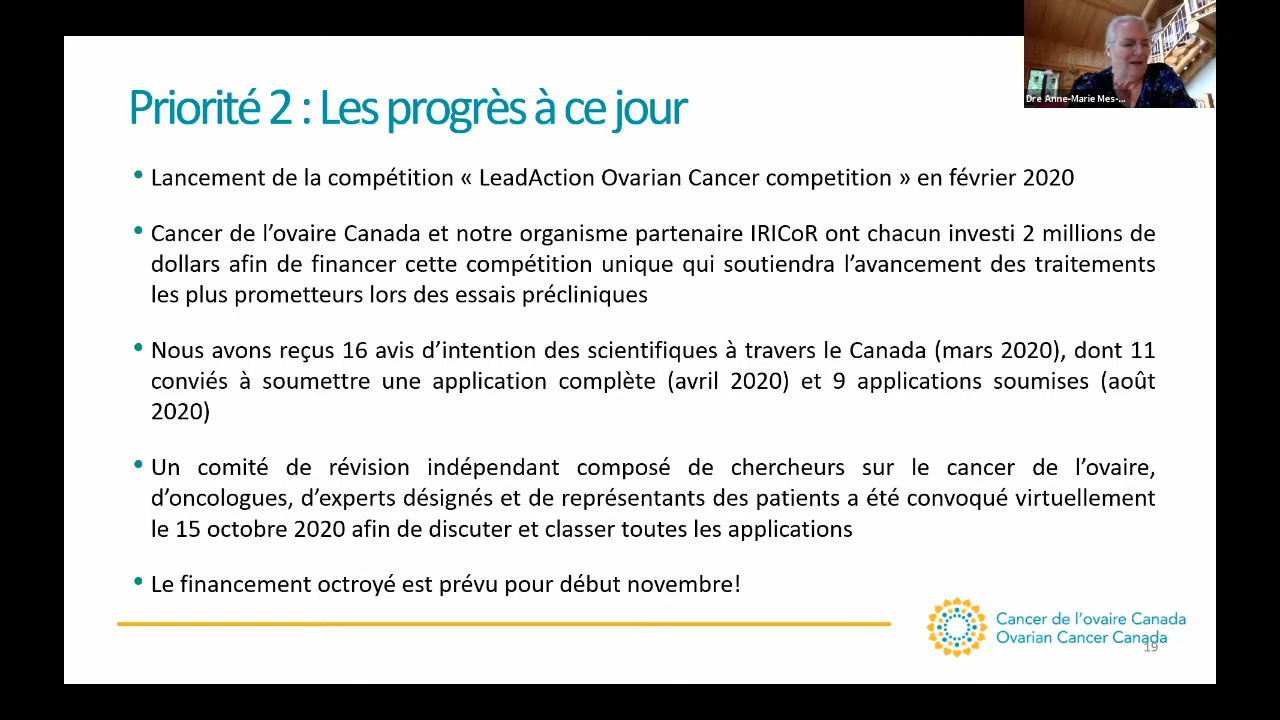 Dre Anne-Marie Mes-...
Priorité 2 : Les progrès à ce jour
• Lancement de la compétition « LeadAction Ovarian Cancer competition » en février 2020
• Cancer de l’ovaire Canada et notre organisme partenaire IRICoR ont chacun investi 2 millions de
dollars afin de financer cette compétition unique qui soutiendra l’avancement des traitements
les plus prometteurs lors des essais précliniques
• Nous avons reçus 16 avis d’intention des scientifiques à travers le Canada (mars 2020), dont 11
conviés à soumettre une application complète (avril 2020) et 9 applications soumises (août
2020)
• Un comité de révision indépendant composé de chercheurs sur le cancer de l’ovaire,
d’oncologues, d’experts désignés et de représentants des patients a été convoqué virtuellement
le 15 octobre 2020 afin de discuter et classer toutes les applications
• Le financement octroyé est prévu pour début novembre!
Cancer de l’ovaire Canada
Ovarian Cancer Canada
19